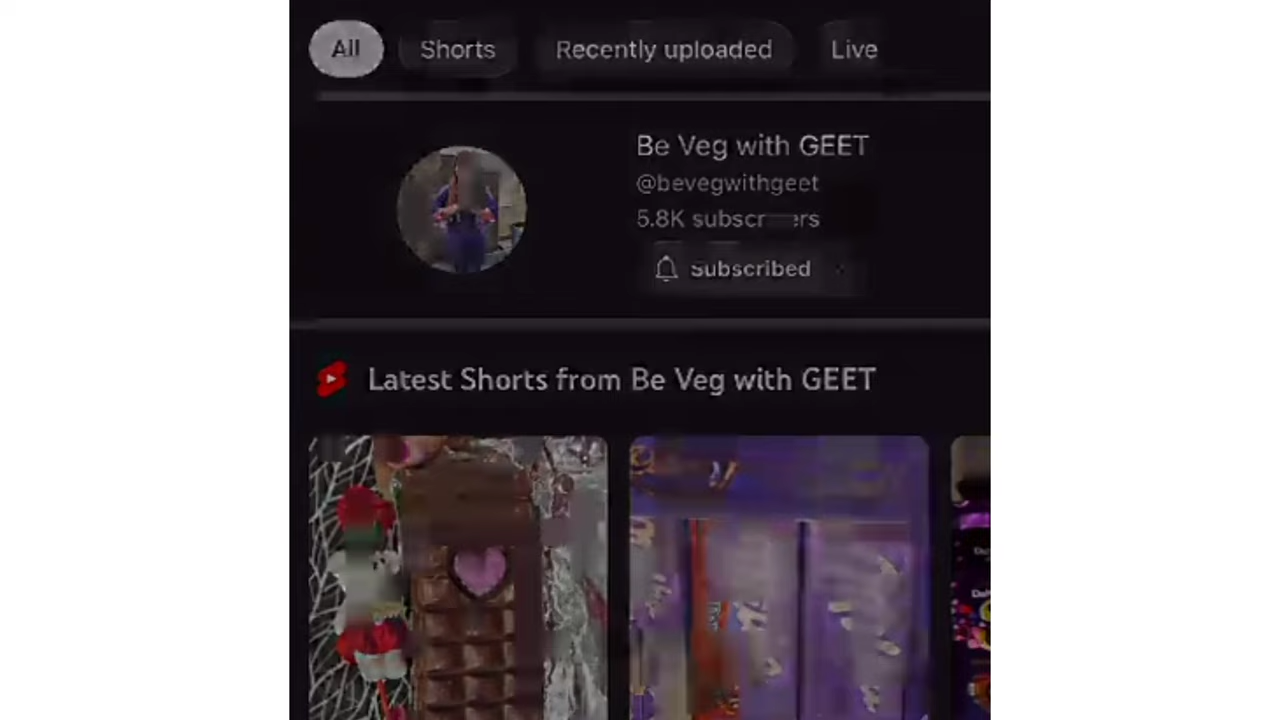 All Shorts Recently uploaded Live
Be Veg with GEET
@bevegwithgeet
5.8K subscribers
Subscribed
Latest Shorts from Be Veg with GEET